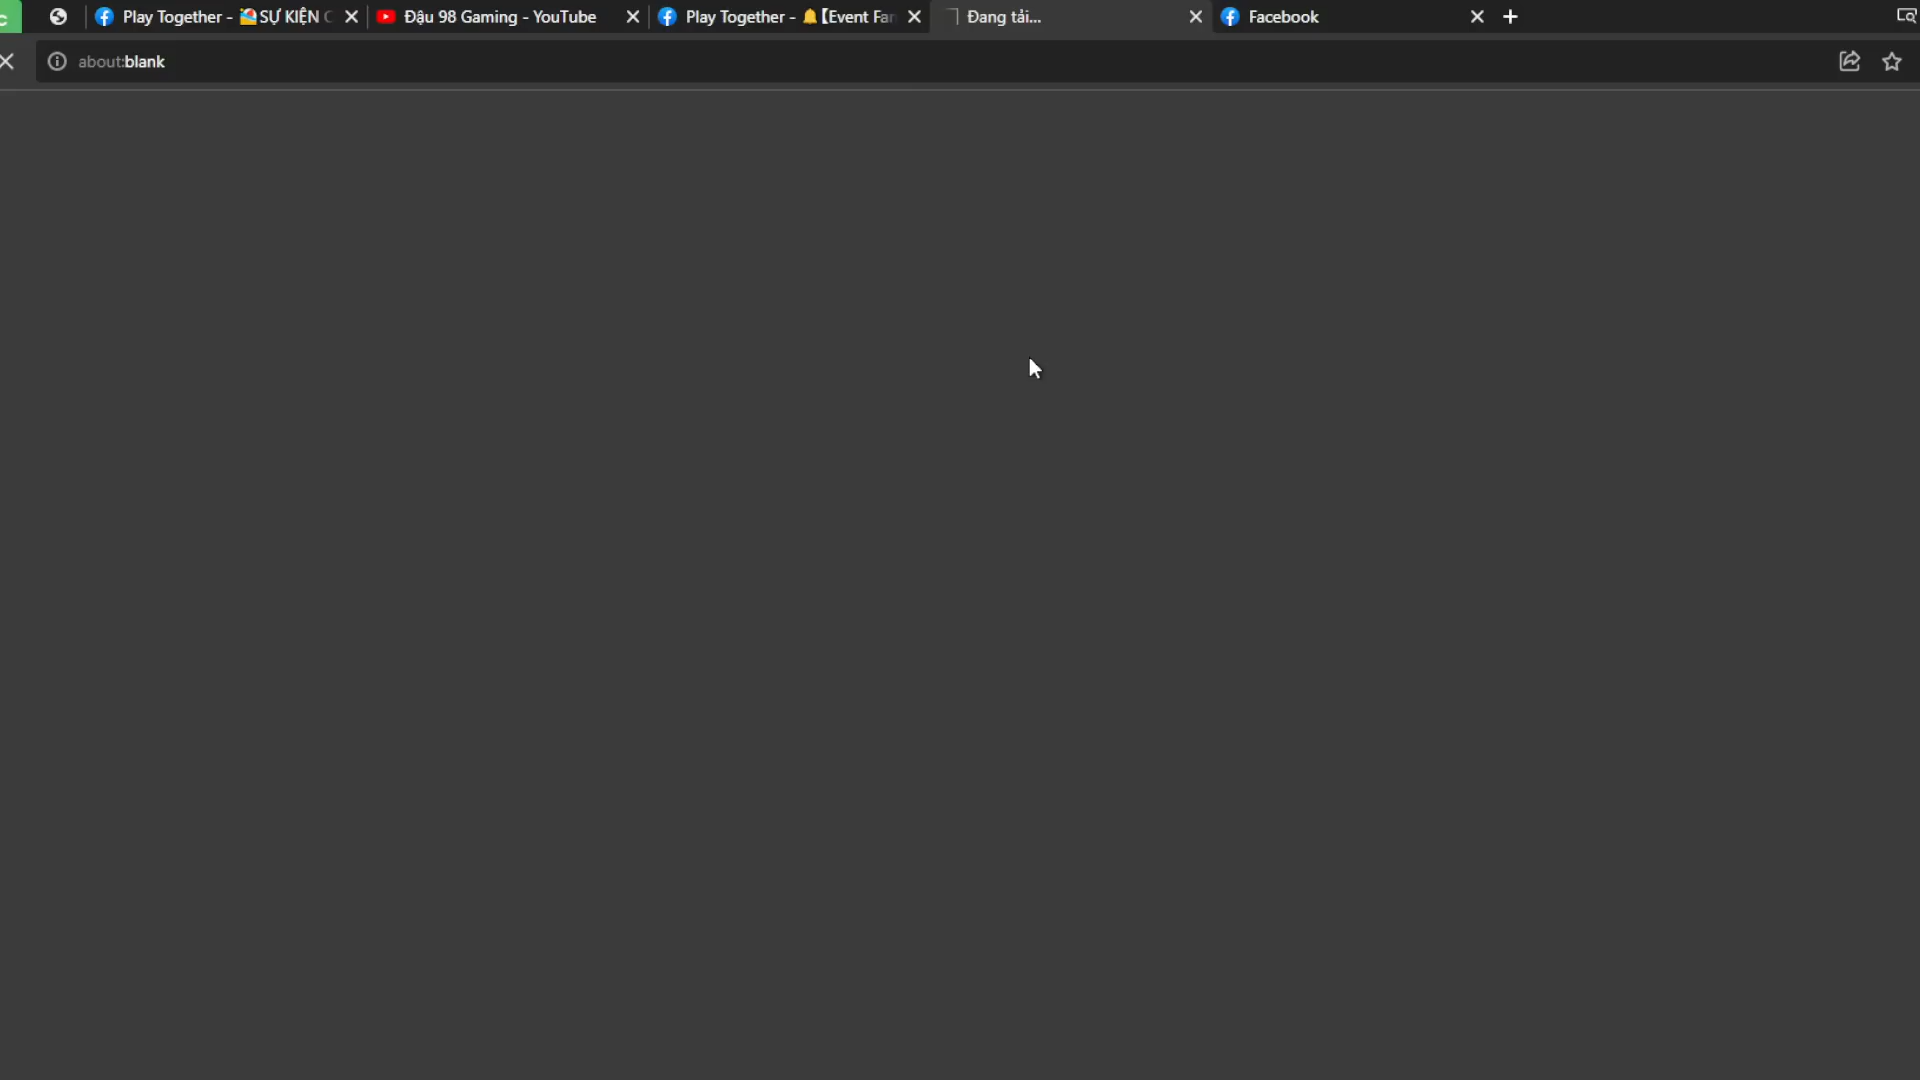 Play Together - 🏖️SỰ KIỆN
Đậu 98 Gaming - YouTube
Play Together - 🔔【Event Fa
Đang tải...
Facebook
about:blank